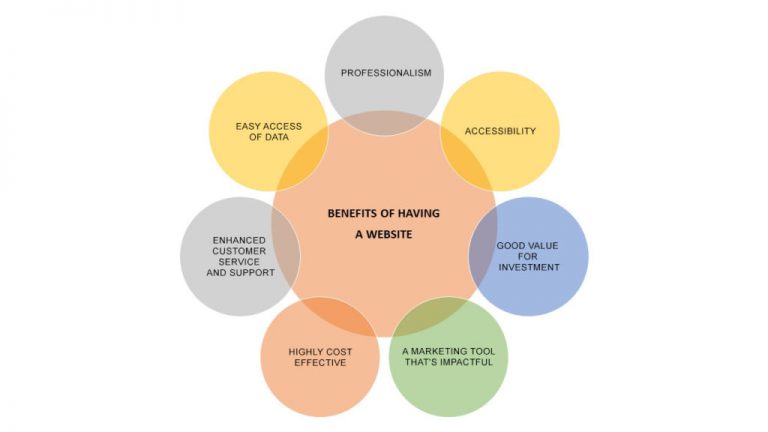 PROFESSIONALISM
EASY ACCESS
OF DATA
ACCESSIBILITY
BENEFITS OF HAVING
A WEBSITE
ENHANCED
CUSTOMER
SERVICE
AND SUPPORT
GOOD VALUE
FOR
INVESTMENT
HIGHLY COST
EFFECTIVE
A MARKETING TOOL
THAT'S IMPACTFUL